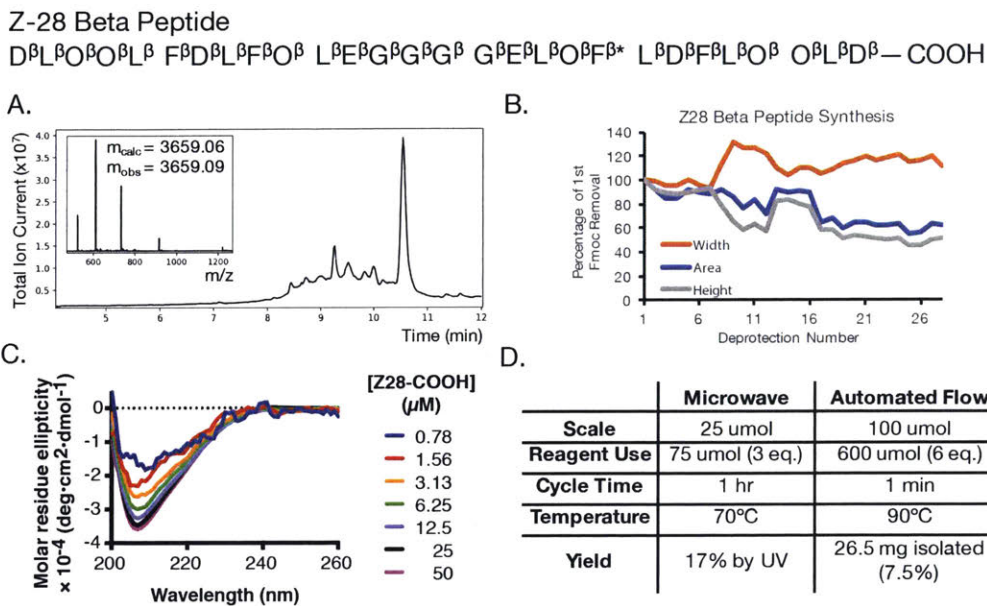 Z-28 Beta Peptide
DᵝLᵝOᵝOᵝLᵝ FᵝDᵝLᵝFᵝOᵝ LᵝEᵝGᵝGᵝGᵝ GᵝEᵝLᵝOᵝFᵝ* LᵝDᵝFᵝLᵝOᵝ OᵝLᵝDᵝ— COOH
A.
Total Ion Current (x10⁷)
4.0
3.5
3.0
2.5
2.0
1.5
1.0
0.5
m_calc = 3659.06
m_obs = 3659.09
600 800 1000 1200
m/z
5 6 7 8 9 10 11 12
Time (min)
B.
Z28 Beta Peptide Synthesis
Percentage of 1st
Fmoc Removal
140
120
100
80
60
40
20
0
Width
Area
Height
1 6 11 16 21 26
Deprotection Number
C.
Molar residue ellipticity
x 10⁻⁴ (deg·cm2·dmol⁻¹)
0
-1
-2
-3
-4
200 220 240 260
Wavelength (nm)
[Z28-COOH]
(µM)
0.78
1.56
3.13
6.25
12.5
25
50
D.
Microwave Automated Flow
Scale 25 umol 100 umol
Reagent Use 75 umol (3 eq.) 600 umol (6 eq.)
Cycle Time 1 hr 1 min
Temperature 70ºC 90ºC
Yield 17% by UV 26.5 mg isolated
(7.5%)